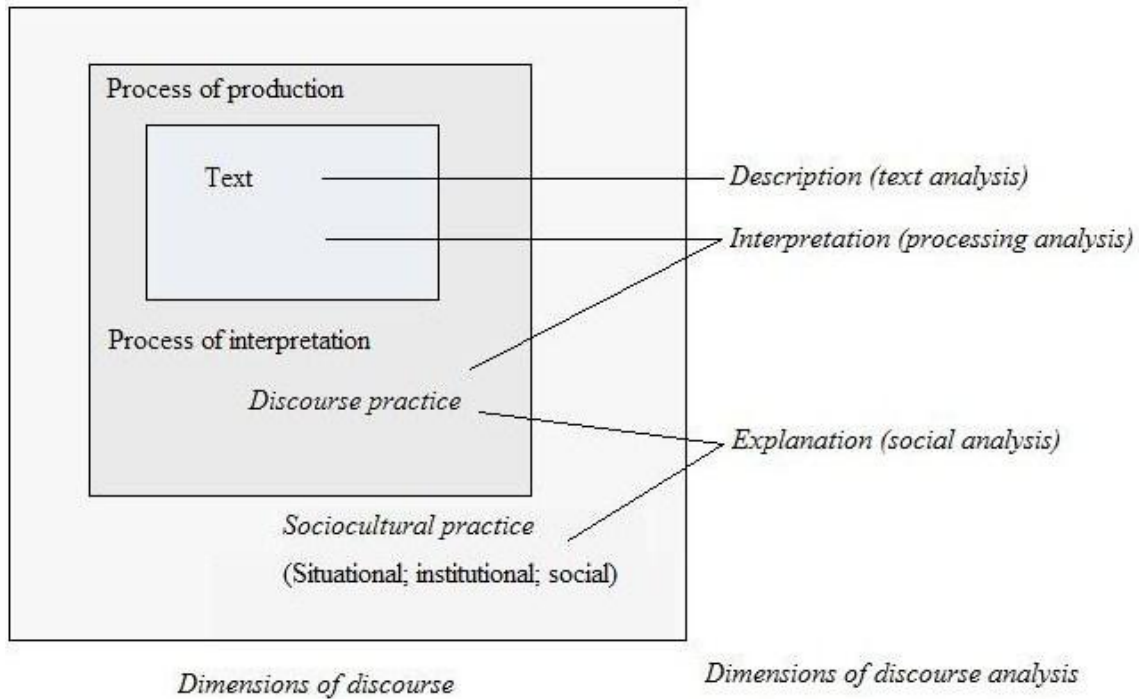 Process of production
Text
Description (text analysis)
Interpretation (processing analysis)
Process of interpretation
Discourse practice
Explanation (social analysis)
Sociocultural practice
(Situational; institutional; social)
Dimensions of discourse
Dimensions of discourse analysis